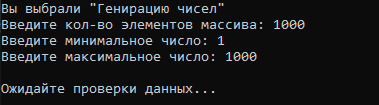 Вы выбрали "Генирацию чисел"
Введите кол-во элементов массива: 1000
Введите минимальное число: 1
Введите максимальное число: 1000
Ожидайте проверки данных...